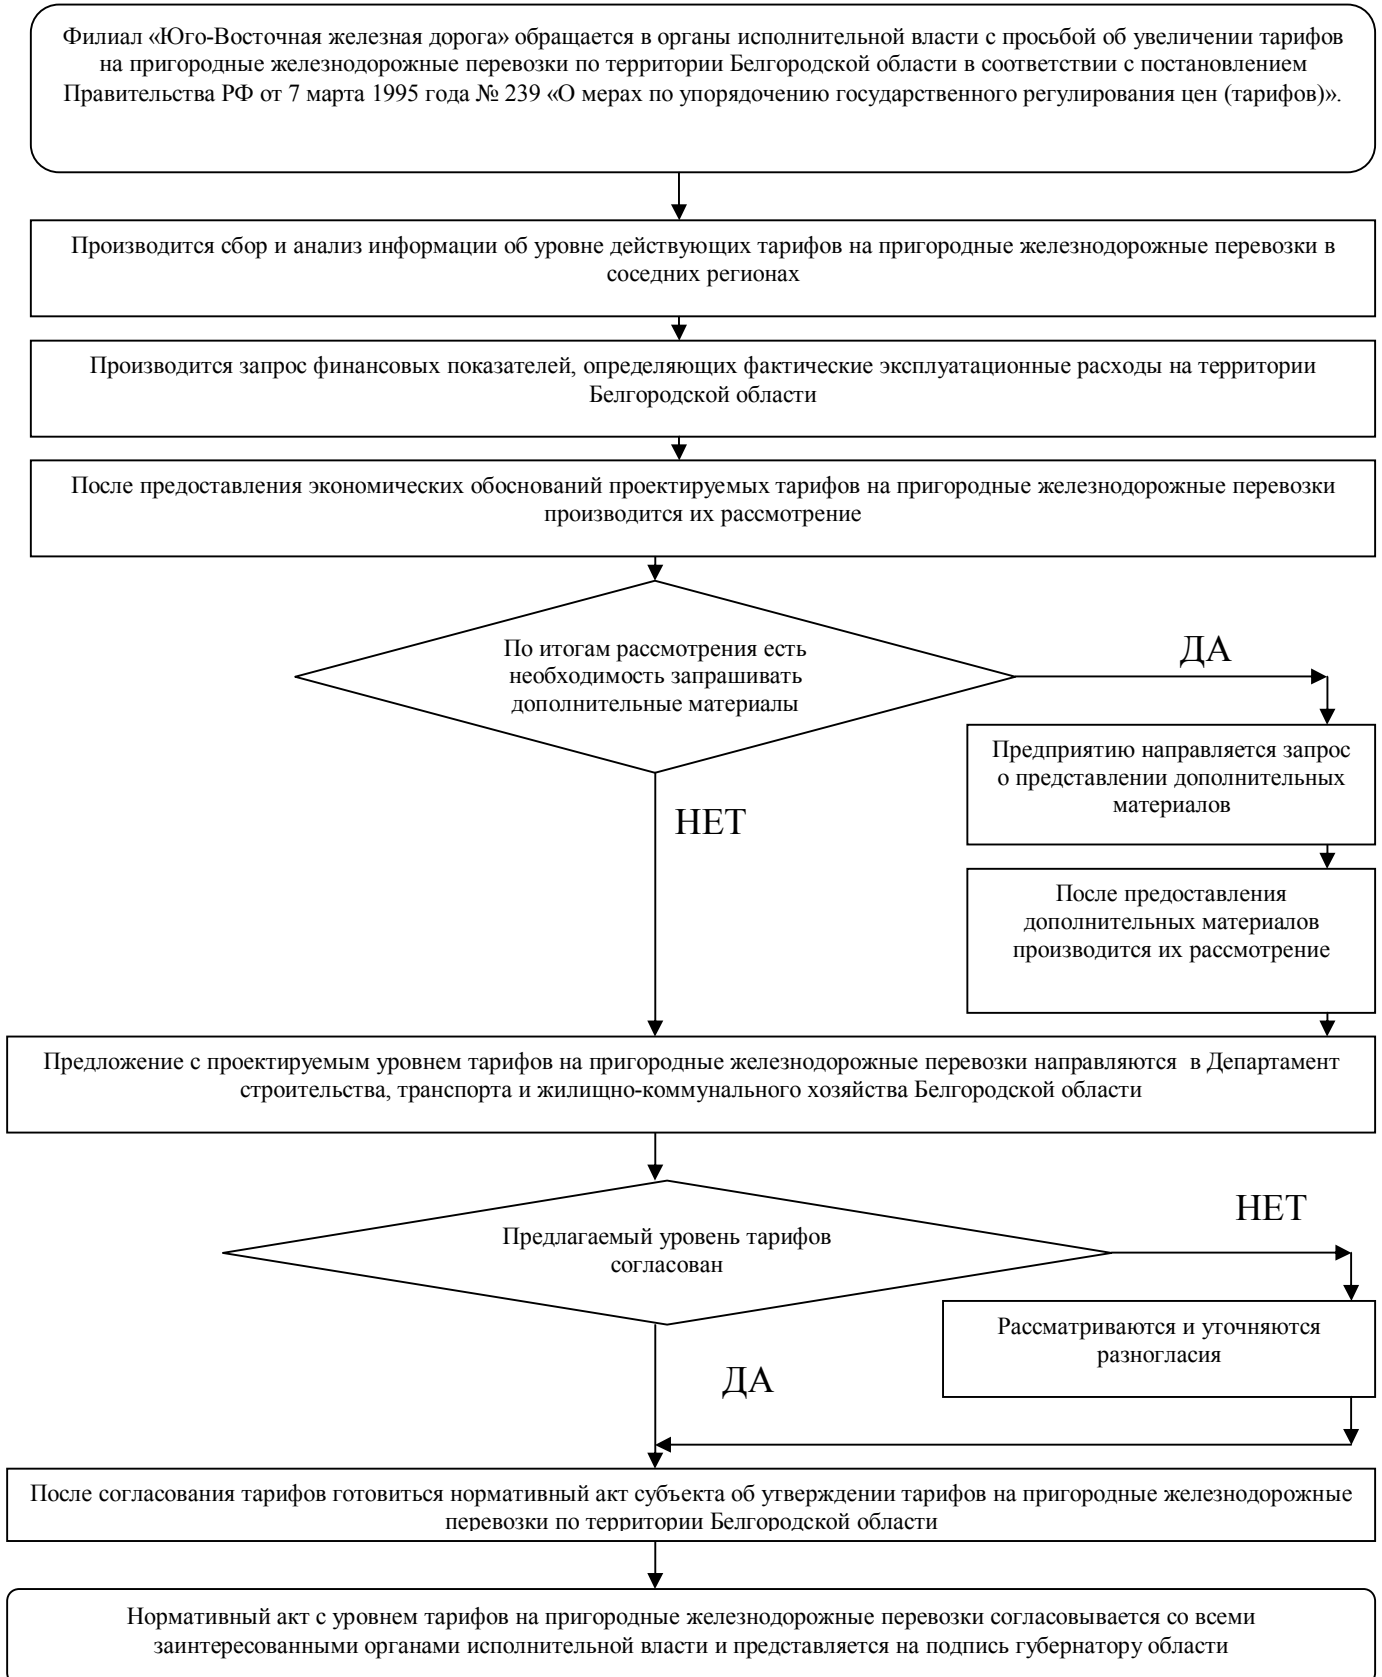 Филиал «Юго-Восточная железная дорога» обращается в органы исполнительной власти с просьбой об увеличении тарифов
на пригородные железнодорожные перевозки по территории Белгородской области в соответствии с постановлением
Правительства РФ от 7 марта 1995 года № 239 «О мерах по упорядочению государственного регулирования цен (тарифов)».
Производится сбор и анализ информации об уровне действующих тарифов на пригородные железнодорожные перевозки в
соседних регионах
Производится запрос финансовых показателей, определяющих фактические эксплуатационные расходы на территории
Белгородской области
После предоставления экономических обоснований проектируемых тарифов на пригородные железнодорожные перевозки
производится их рассмотрение
По итогам рассмотрения есть
необходимость запрашивать
дополнительные материалы
ДА
Предприятию направляется запрос
о представлении дополнительных
материалов
НЕТ
После предоставления
дополнительных материалов
производится их рассмотрение
Предложение с проектируемым уровнем тарифов на пригородные железнодорожные перевозки направляются в Департамент
строительства, транспорта и жилищно-коммунального хозяйства Белгородской области
Предлагаемый уровень тарифов
согласован
НЕТ
Рассматриваются и уточняются
разногласия
ДА
После согласования тарифов готовиться нормативный акт субъекта об утверждении тарифов на пригородные железнодорожные
перевозки по территории Белгородской области
Нормативный акт с уровнем тарифов на пригородные железнодорожные перевозки согласовывается со всеми
заинтересованными органами исполнительной власти и представляется на подпись губернатору области